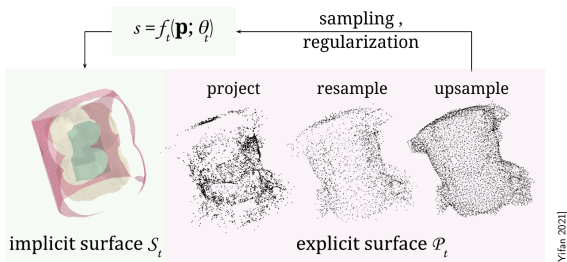 s = f_t(p; θ_t)
sampling ,
regularization
project
resample
upsample
implicit surface S_t
explicit surface P_t
Yifan 2021]